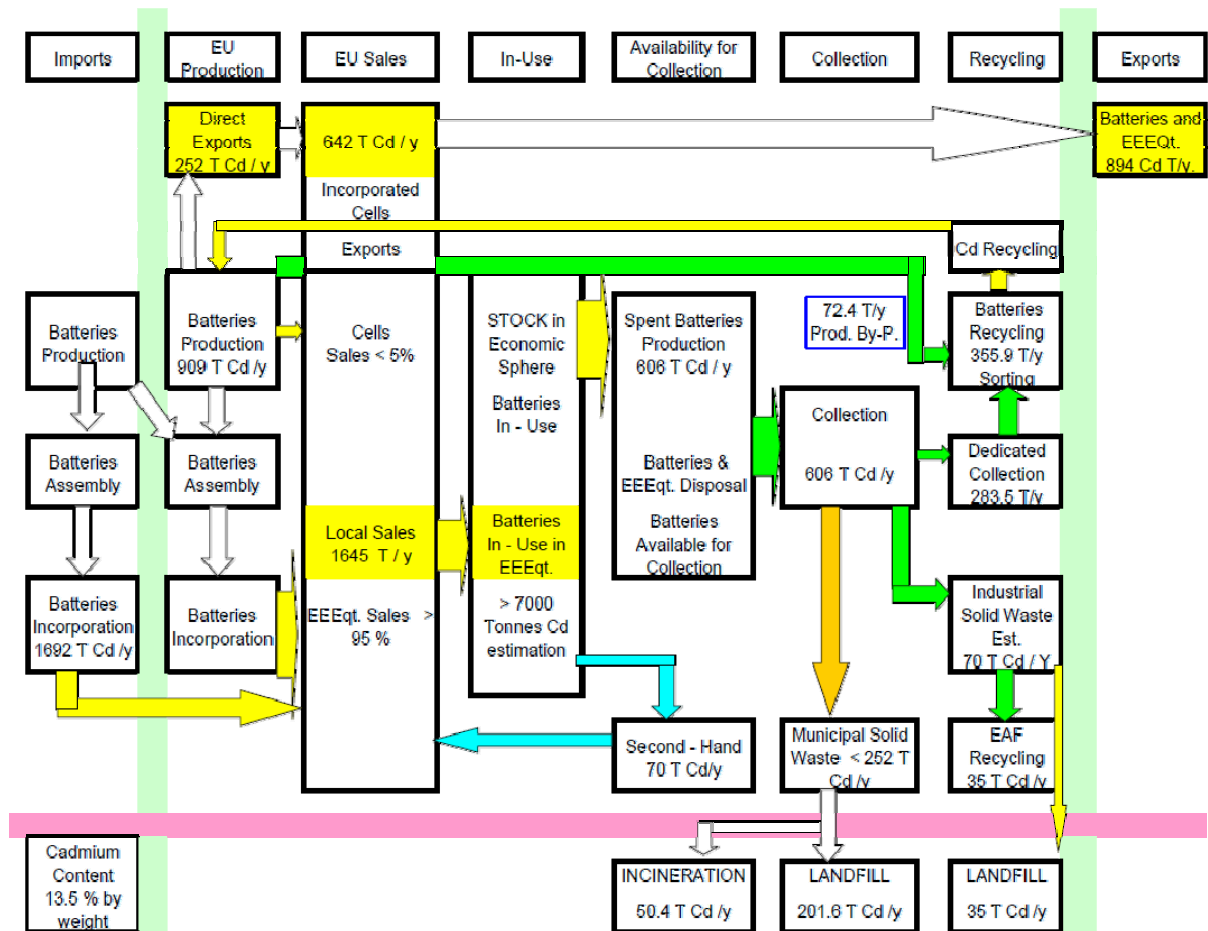 Imports
EU
Production
EU Sales
In-Use
Availability for
Collection
Collection
Recycling
Exports
Direct
Exports
252 T Cd / y
642 T Cd / y
Incorporated
Cells
Exports
Batteries and
EEEQt.
894 Cd T/y.
Cd Recycling
Batteries
Production
Batteries
Production
909 T Cd /y
Cells
Sales < 5%
STOCK in
Economic
Sphere
Batteries
In - Use
Spent Batteries
Production
606 T Cd / y
72.4 T/y
Prod. By-P.
Batteries
Recycling
355.9 T/y
Sorting
Batteries
Assembly
Batteries
Assembly
Batteries &
EEEqt. Disposal
Batteries
Available for
Collection
Collection
606 T Cd /y
Dedicated
Collection
283.5 T/y
Local Sales
1645 T / y
Batteries
In - Use in
EEEqt.
Batteries
Incorporation
1692 T Cd /y
Batteries
Incorporation
EEEqt. Sales >
95 %
> 7000
Tonnes Cd
estimation
Industrial
Solid Waste
Est.
70 T Cd / Y
Second - Hand
70 T Cd/y
Municipal Solid
Waste < 252 T
Cd /y
EAF
Recycling
35 T Cd /y
Cadmium
Content
13.5 % by
weight
INCINERATION
50.4 T Cd /y
LANDFILL
201.6 T Cd /y
LANDFILL
35 T Cd /y